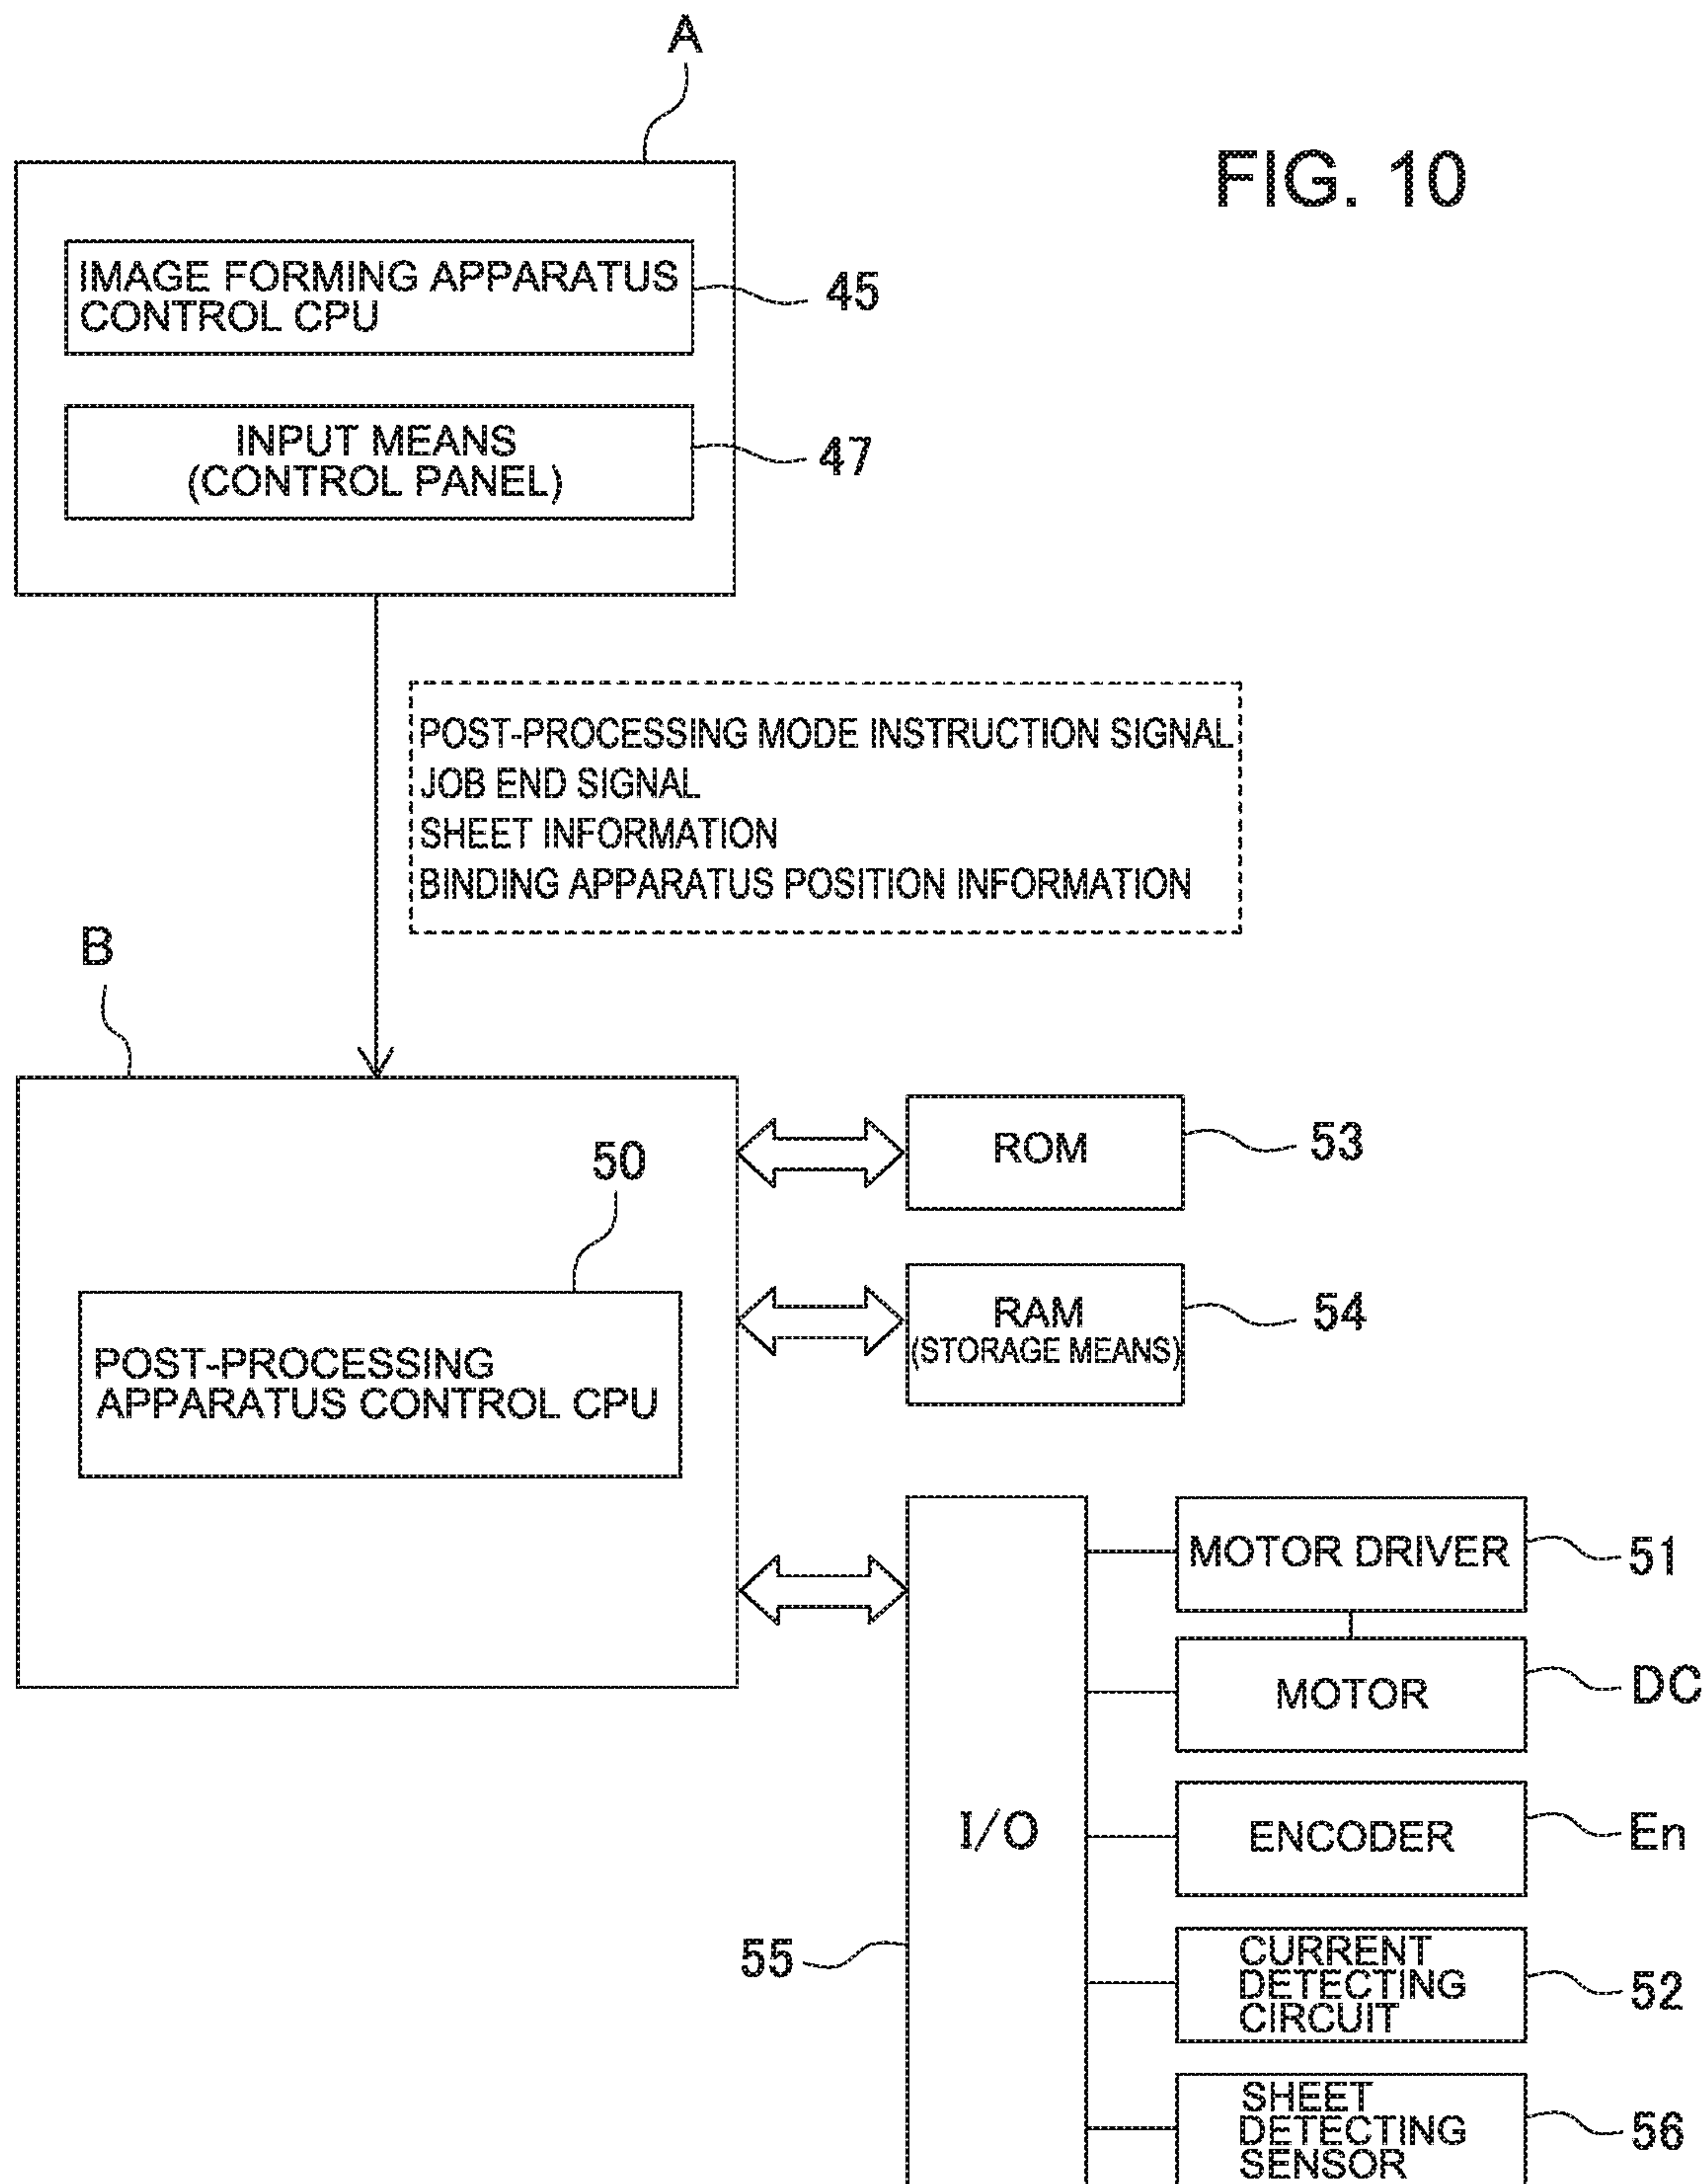 A
FIG. 10
IMAGE FORMING APPARATUS
CONTROL CPU
45
INPUT MEANS
(CONTROL PANEL)
47
POST-PROCESSING MODE INSTRUCTION SIGNAL
JOB END SIGNAL
SHEET INFORMATION
BINDING APPARATUS POSITION INFORMATION
B
50
POST-PROCESSING
APPARATUS CONTROL CPU
ROM
53
RAM
(STORAGE MEANS)
54
I/O
55
MOTOR DRIVER
51
MOTOR
DC
ENCODER
En
CURRENT
DETECTING
CIRCUIT
52
SHEET
DETECTING
SENSOR
56